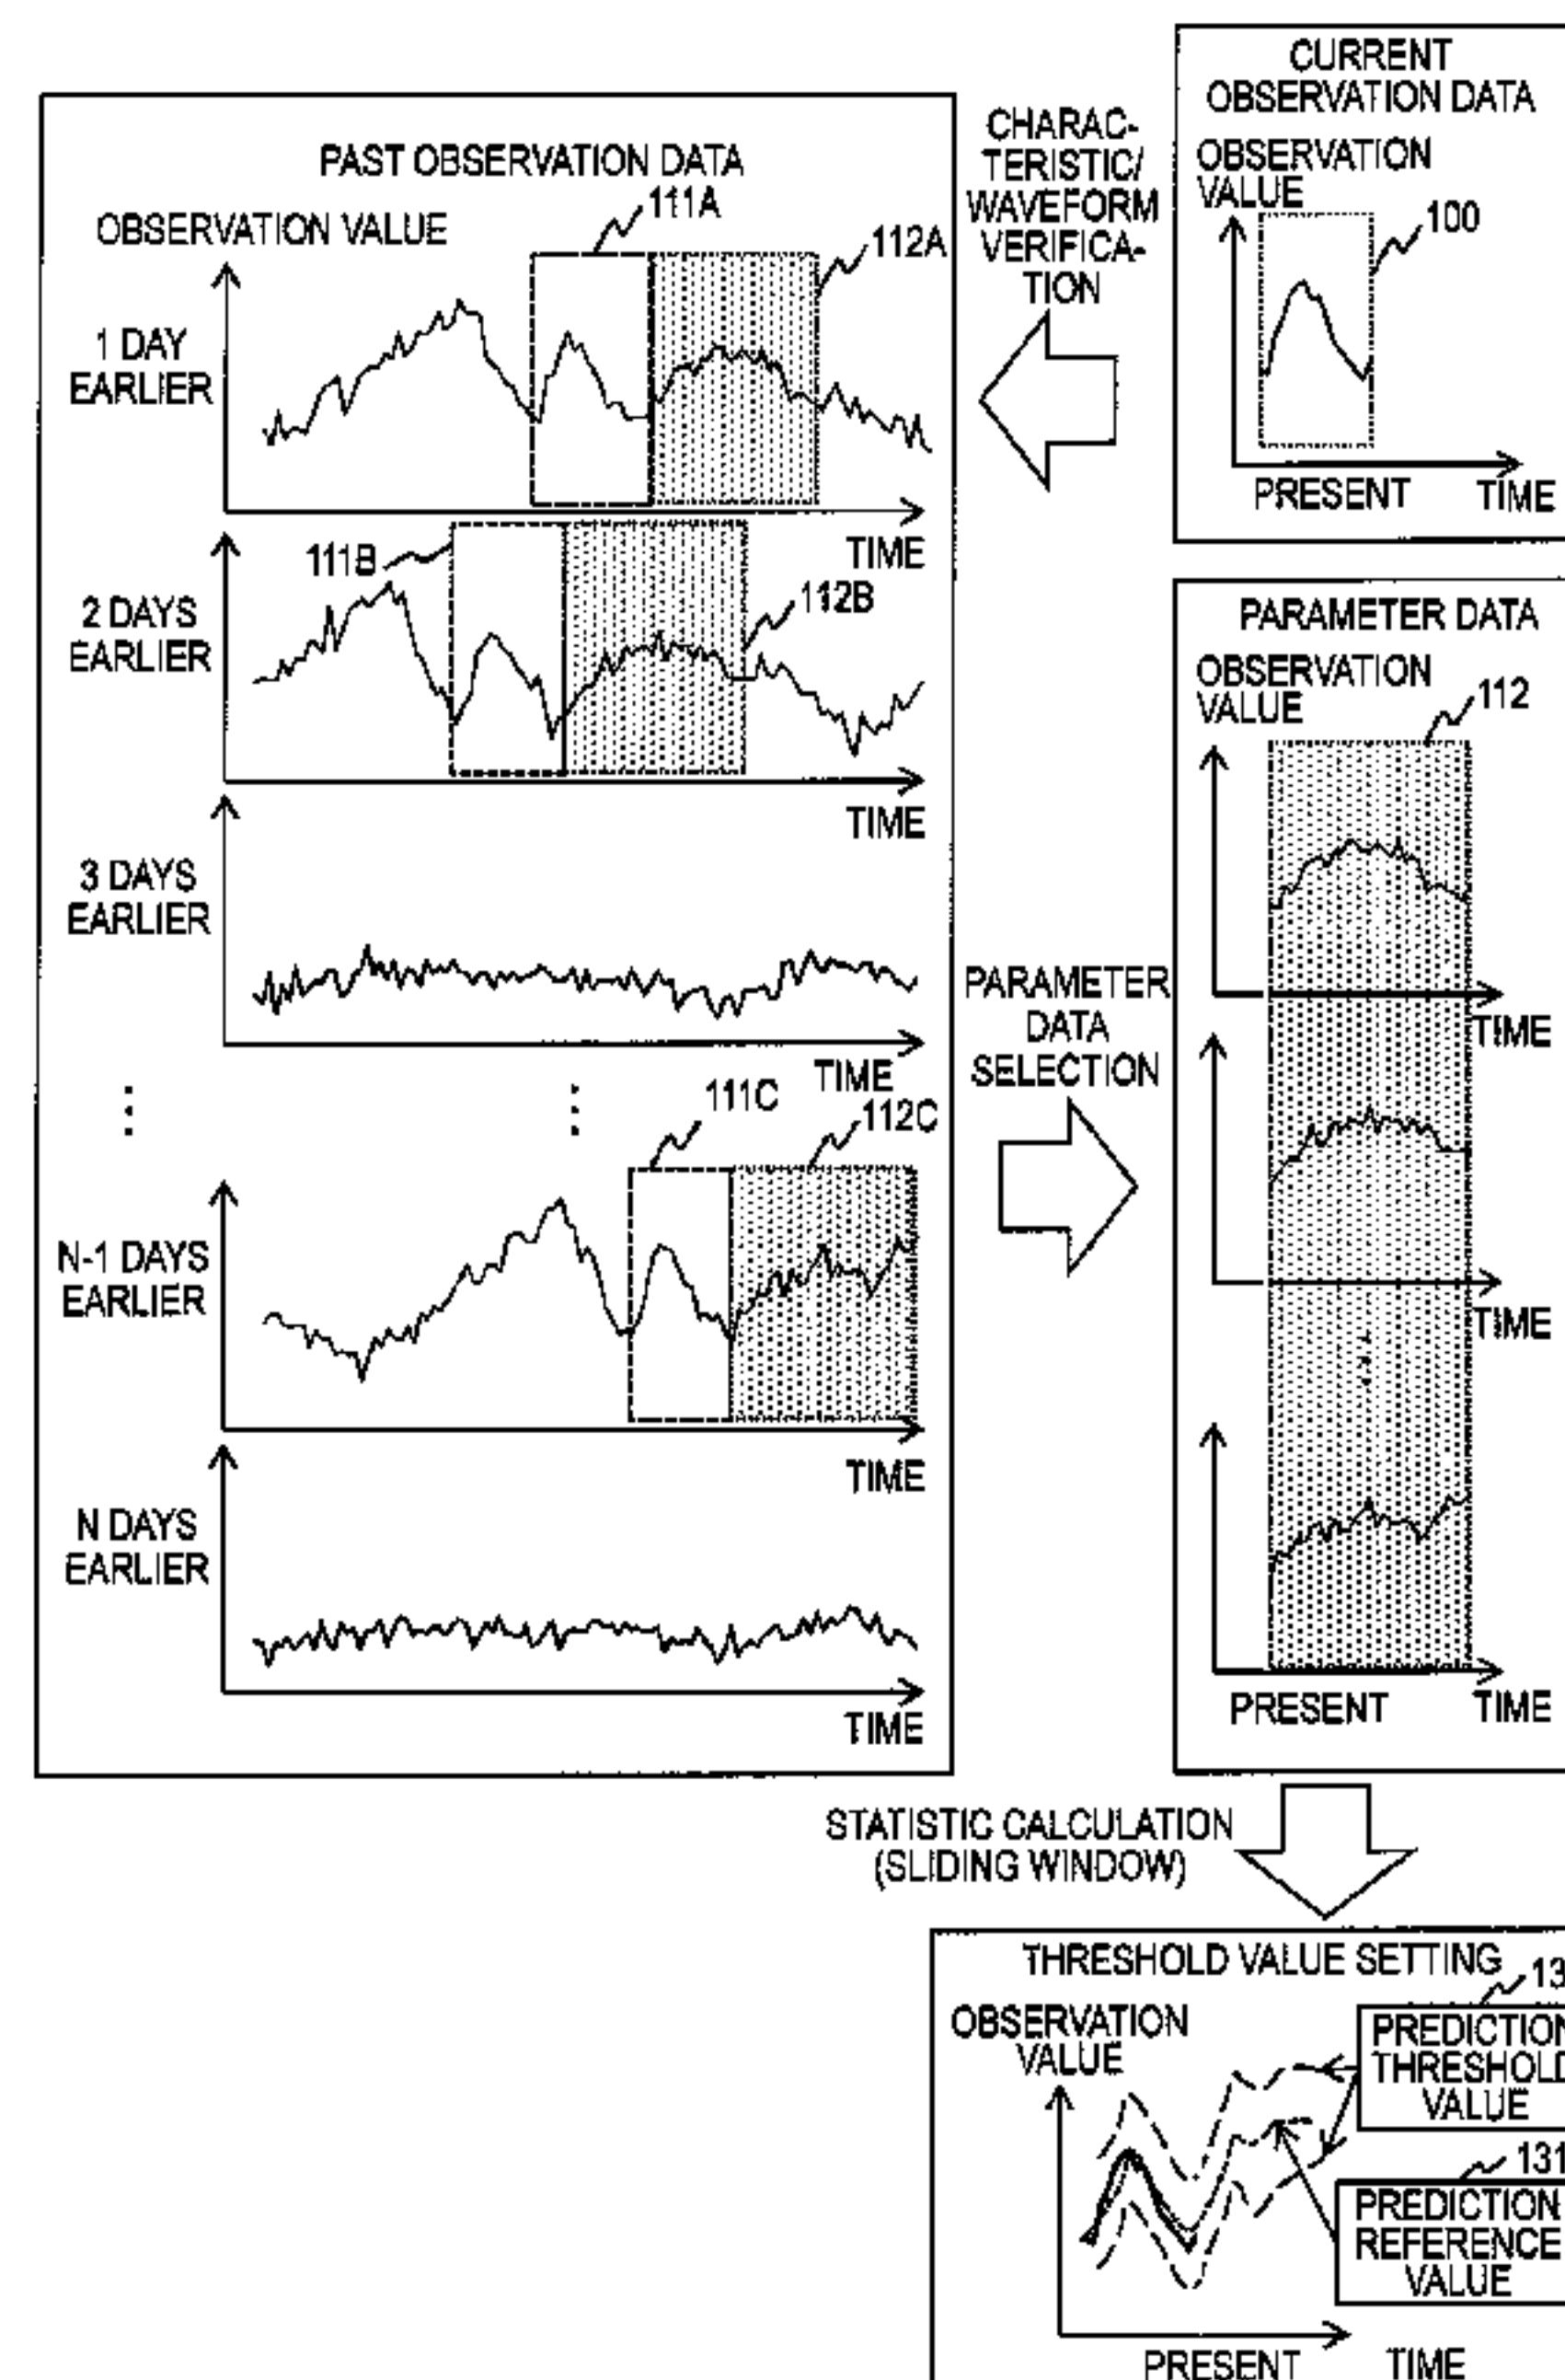 CURRENT
OBSERVATION DATA
OBSERVATION
VALUE
100
PRESENT
TIME
CHARAC-
TERISTIC/
WAVEFORM
VERIFICA-
TION
PAST OBSERVATION DATA
OBSERVATION VALUE
111A
112A
1 DAY
EARLIER
TIME
111B
112B
2 DAYS
EARLIER
TIME
3 DAYS
EARLIER
TIME
111C
112C
N-1 DAYS
EARLIER
TIME
N DAYS
EARLIER
TIME
PARAMETER
DATA
SELECTION
PARAMETER DATA
OBSERVATION
VALUE
112
TIME
TIME
PRESENT
TIME
STATISTIC CALCULATION
(SLIDING WINDOW)
THRESHOLD VALUE SETTING
OBSERVATION
VALUE
13
PREDICTION
THRESHOLD
VALUE
131
PREDICTION
REFERENCE
VALUE
PRESENT
TIME